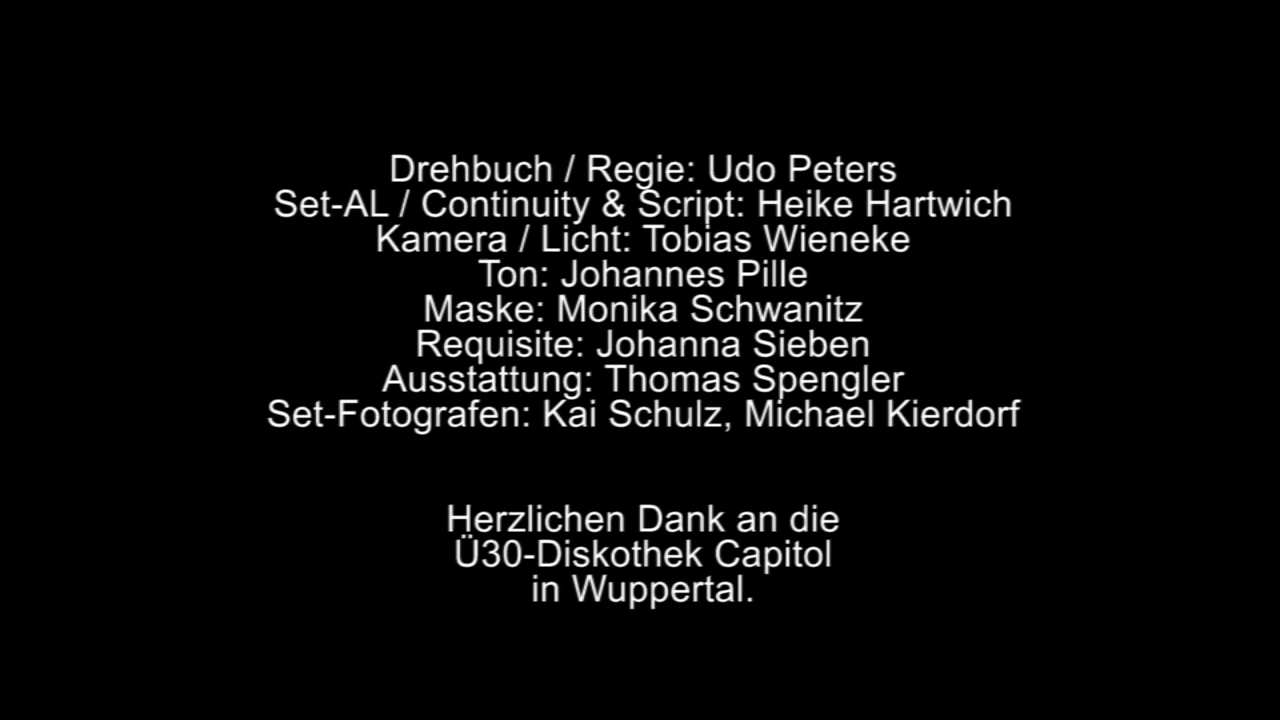 Drehbuch / Regie: Udo Peters
Set-AL / Continuity & Script: Heike Hartwich
Kamera / Licht: Tobias Wieneke
Ton: Johannes Pille
Maske: Monika Schwanitz
Requisite: Johanna Sieben
Ausstattung: Thomas Spengler
Set-Fotografen: Kai Schulz, Michael Kierdorf
Herzlichen Dank an die
Ü30-Diskothek Capitol
in Wuppertal.